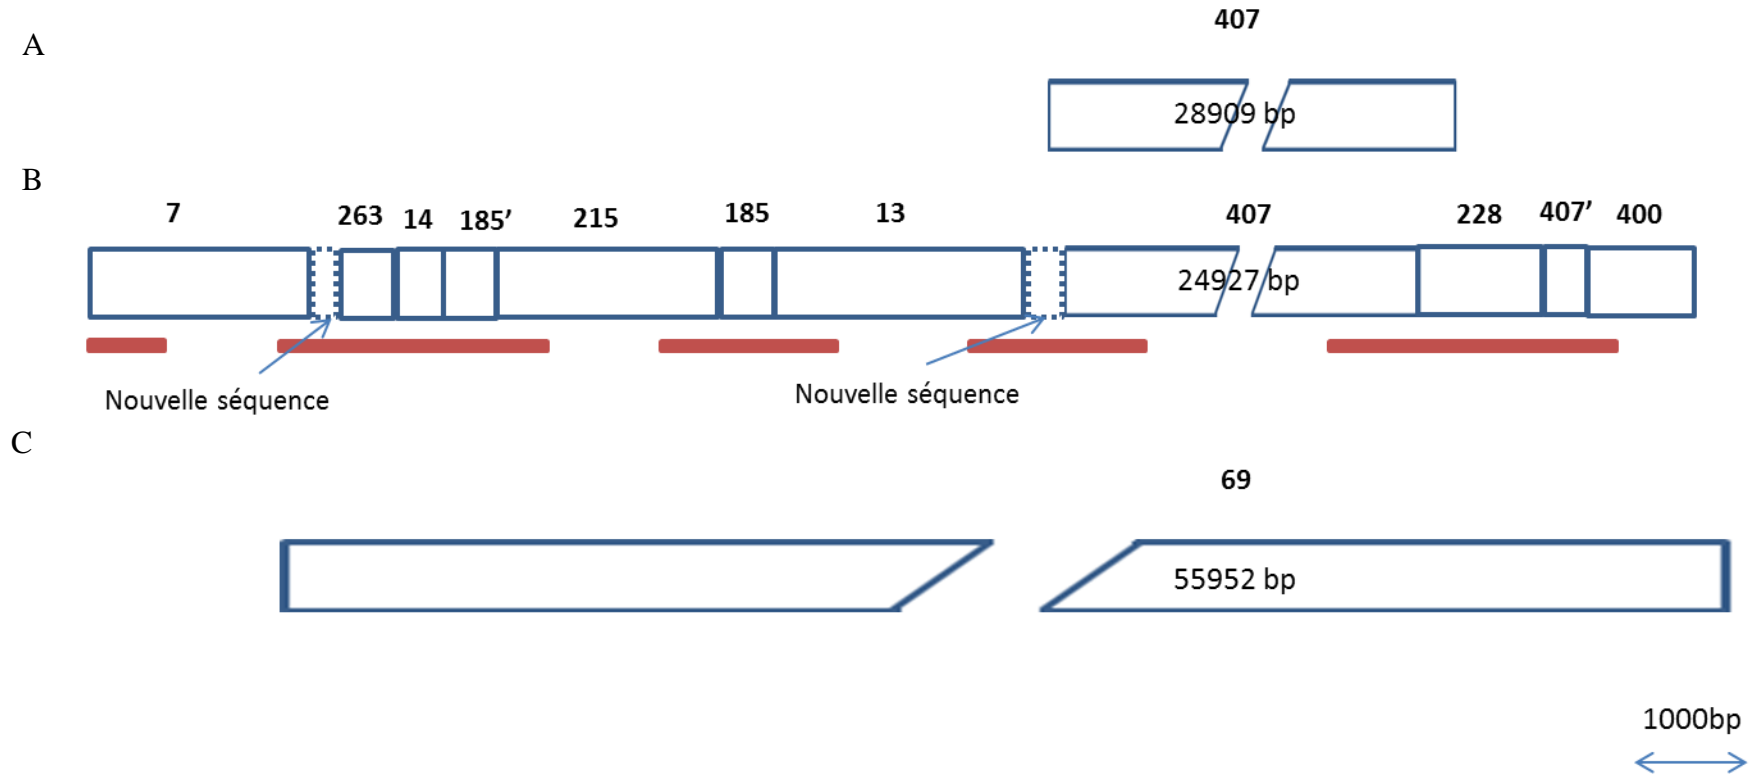 A
407
28909 bp
B
7 263 14 185’ 215 185 13 407 228 407’ 400
24927 bp
Nouvelle séquence
Nouvelle séquence
C
69
55952 bp
1000bp